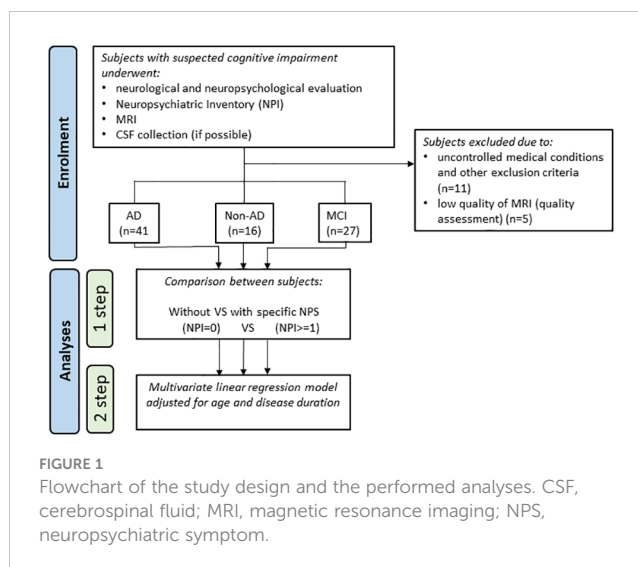 Enrolment
Subjects with suspected cognitive impairment
underwent:
• neurological and neuropsychological evaluation
• Neuropsychiatric Inventory (NPI)
• MRI
• CSF collection (if possible)
Subjects excluded due to:
• uncontrolled medical conditions
and other exclusion criteria
(n=11)
• low quality of MRI (quality
assessment) (n=5)
AD
(n=41)
Non-AD
(n=16)
MCI
(n=27)
Analyses
1 step
Comparison between subjects:
Without VS with specific NPS
(NPI=0) VS (NPI>=1)
2 step
Multivariate linear regression model
adjusted for age and disease duration
FIGURE 1
Flowchart of the study design and the performed analyses. CSF,
cerebrospinal fluid; MRI, magnetic resonance imaging; NPS,
neuropsychiatric symptom.